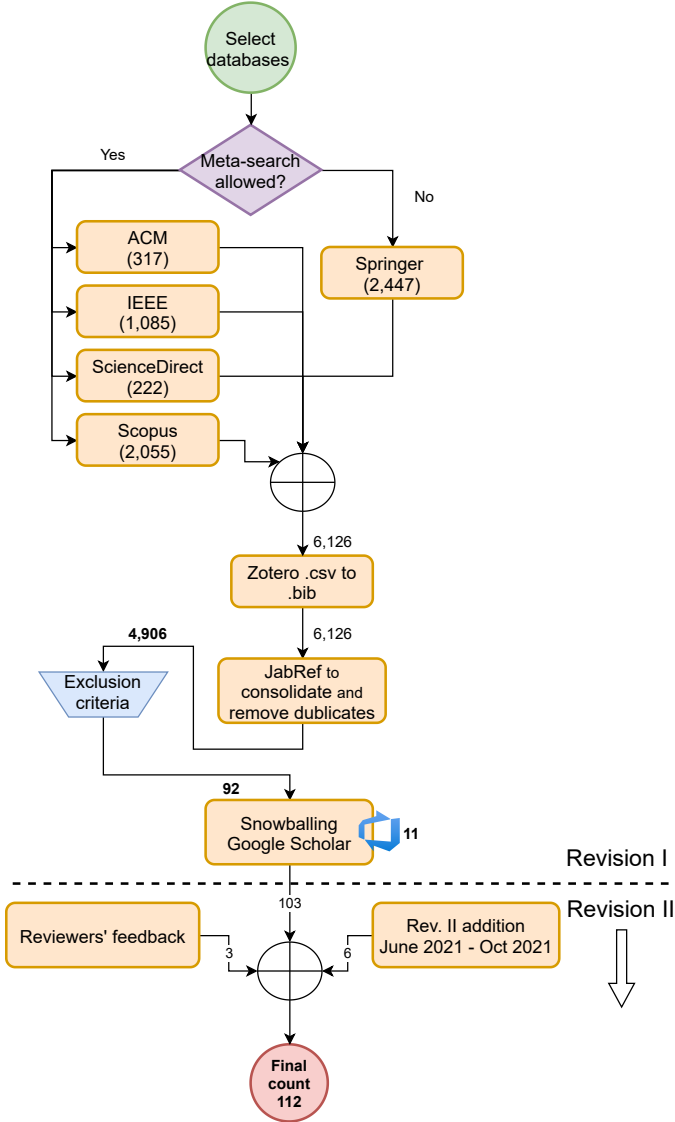 Select
databases
Meta-search
allowed?
Yes
No
ACM
(317)
Springer
(2,447)
IEEE
(1,085)
ScienceDirect
(222)
Scopus
(2,055)
6,126
Zotero .csv to
.bib
6,126
4,906
JabRef to
consolidate and
remove dublicates
Exclusion
criteria
92
Snowballing
Google Scholar
11
Revision I
103
Revision II
Reviewers' feedback
3
6
Rev. II addition
June 2021 - Oct 2021
Final
count
112